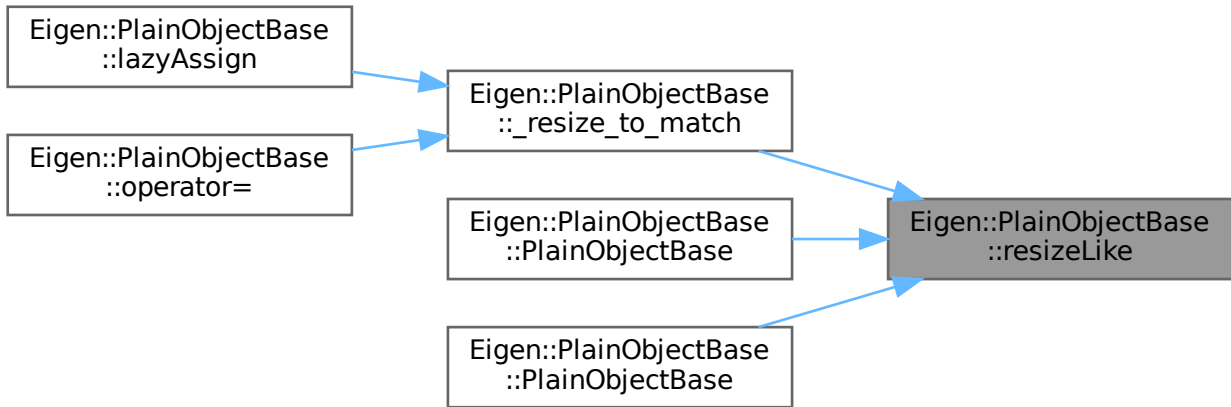 Eigen::PlainObjectBase
::lazyAssign
Eigen::PlainObjectBase
::operator=
Eigen::PlainObjectBase
::_resize_to_match
Eigen::PlainObjectBase
::PlainObjectBase
Eigen::PlainObjectBase
::PlainObjectBase
Eigen::PlainObjectBase
::resizeLike